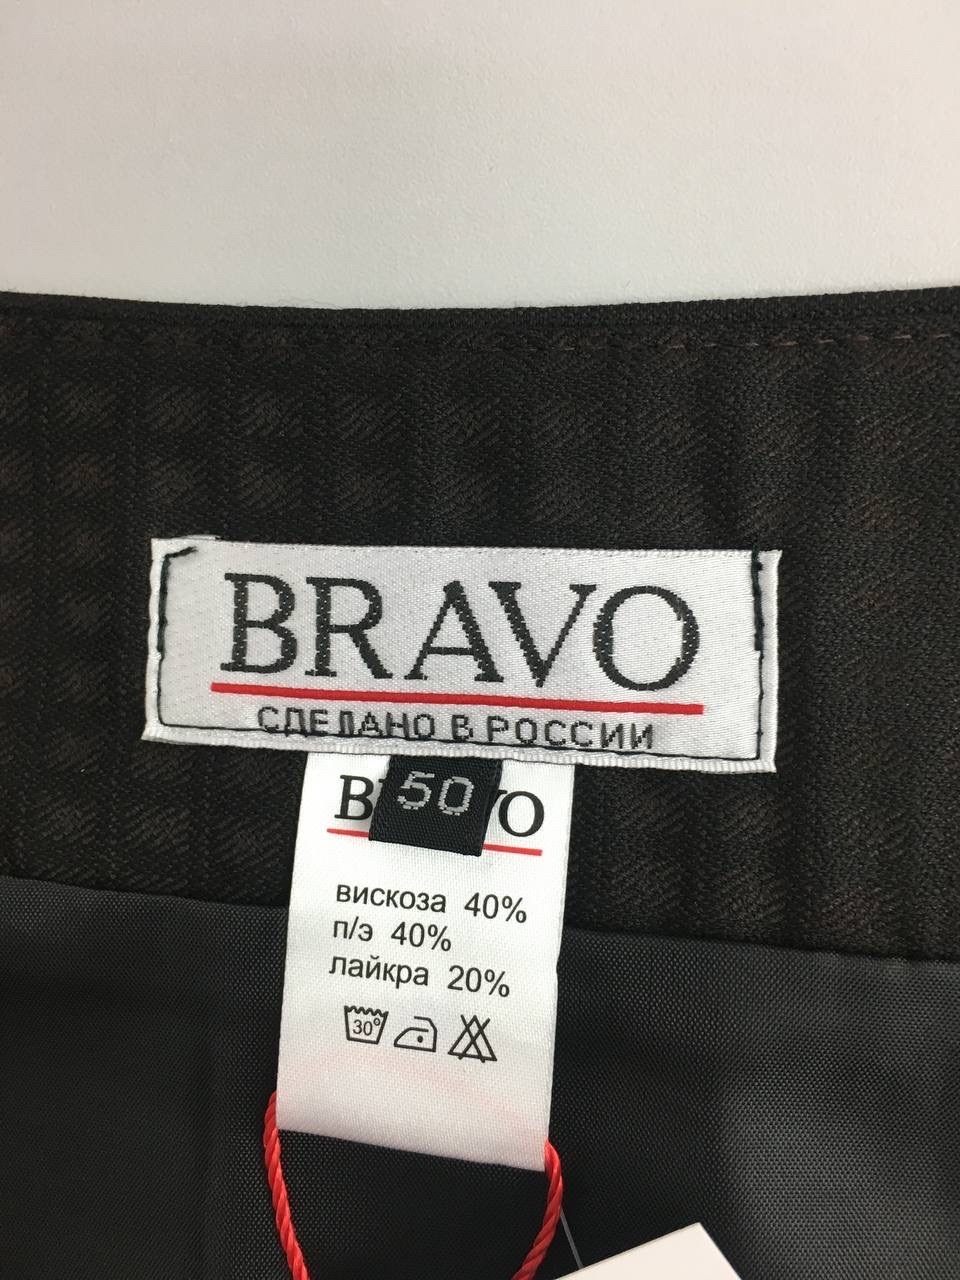 BRAVO
СДЕЛАНО В РОССИИ
50
вискоза 40%
п/э 40%
лайкра 20%
30°